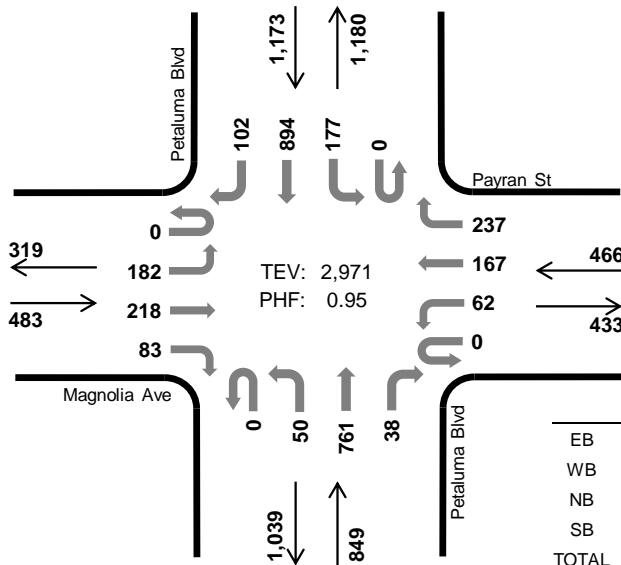 Petaluma Blvd
1,173
1,180
102
894
177
0
Payran St
0
237
319
182
TEV: 2,971
167
466
483
218
PHF: 0.95
62
433
83
0
Magnolia Ave
0
50
761
38
Petaluma Blvd
EB
WB
NB
SB
TOTAL
1,039
849